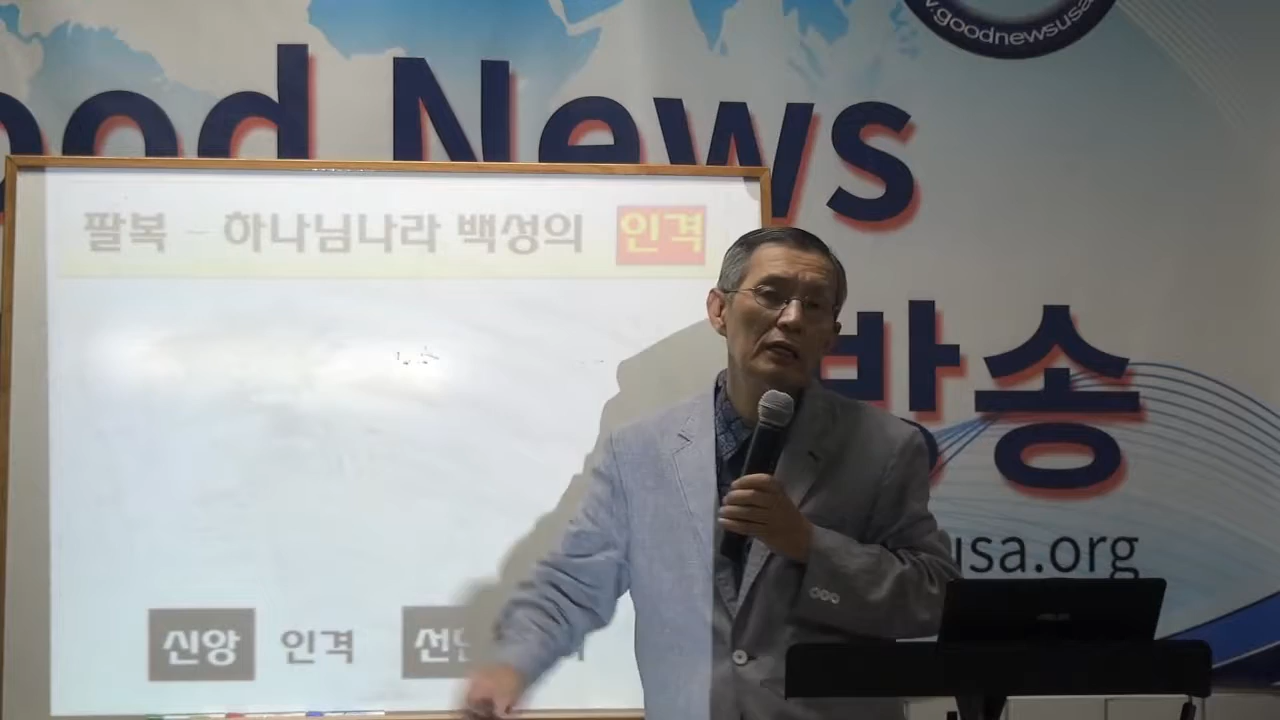 www.goodnewsusa
ood News
팔복 - 하나님나라 백성의 인격
방송
usa.org
신앙 인격